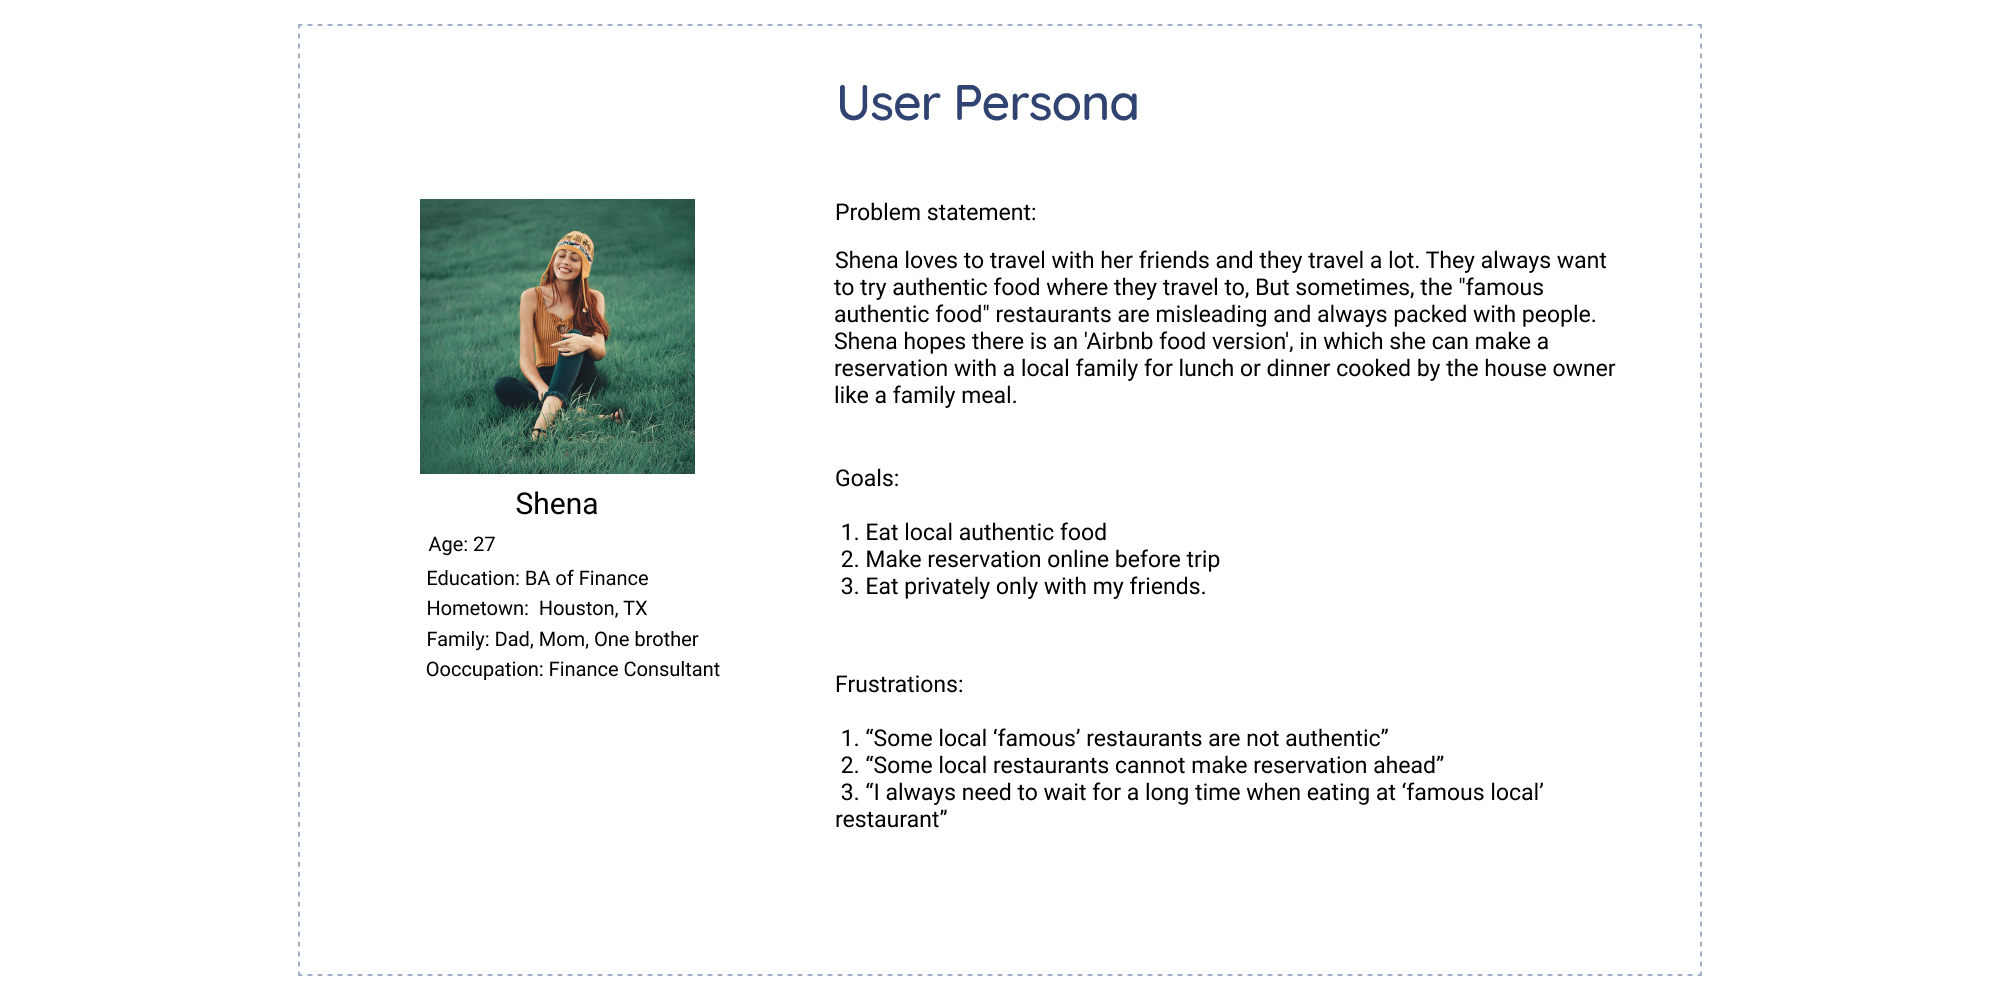 User Persona
Shena
Age: 27
Education: BA of Finance
Hometown:  Houston, TX
Family: Dad, Mom, One brother
Ooccupation: Finance Consultant
Problem statement:
Shena loves to travel with her friends and they travel a lot. They always want
to try authentic food where they travel to, But sometimes, the "famous
authentic food" restaurants are misleading and always packed with people.
Shena hopes there is an 'Airbnb food version', in which she can make a
reservation with a local family for lunch or dinner cooked by the house owner
like a family meal.
Goals:
1. Eat local authentic food
2. Make reservation online before trip
3. Eat privately only with my friends.
Frustrations:
1. “Some local ‘famous’ restaurants are not authentic”
2. “Some local restaurants cannot make reservation ahead”
3. “I always need to wait for a long time when eating at ‘famous local’
restaurant”